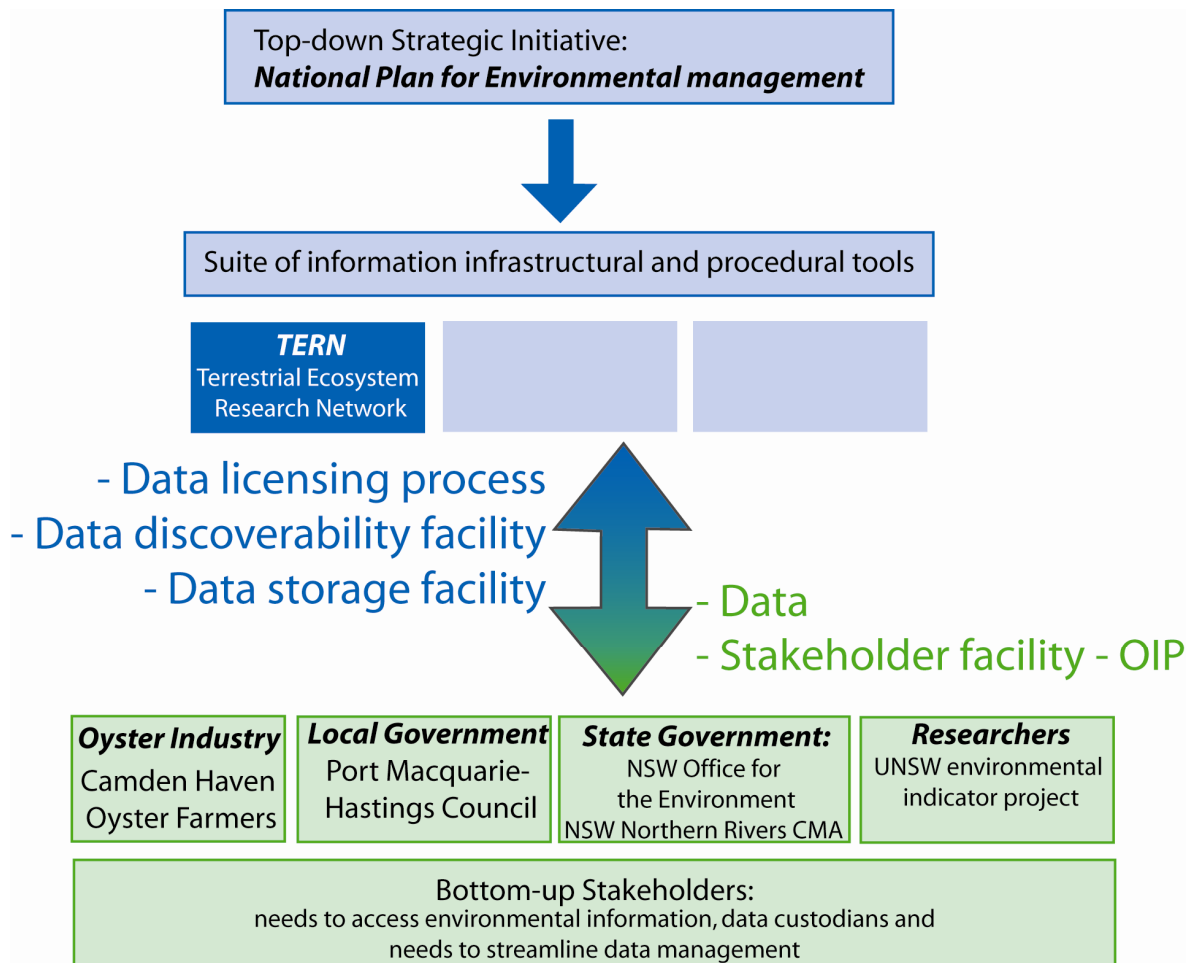 Top-down Strategic Initiative:
National Plan for Environmental management
Suite of information infrastructural and procedural tools
TERN
Terrestrial Ecosystem
Research Network
- Data licensing process
- Data discoverability facility
- Data storage facility
- Data
- Stakeholder facility - OIP
Oyster Industry
Camden Haven
Oyster Farmers
Local Government
Port Macquarie-
Hastings Council
State Government:
NSW Office for
the Environment
NSW Northern Rivers CMA
Researchers
UNSW environmental
indicator project
Bottom-up Stakeholders:
needs to access environmental information, data custodians and
needs to streamline data management